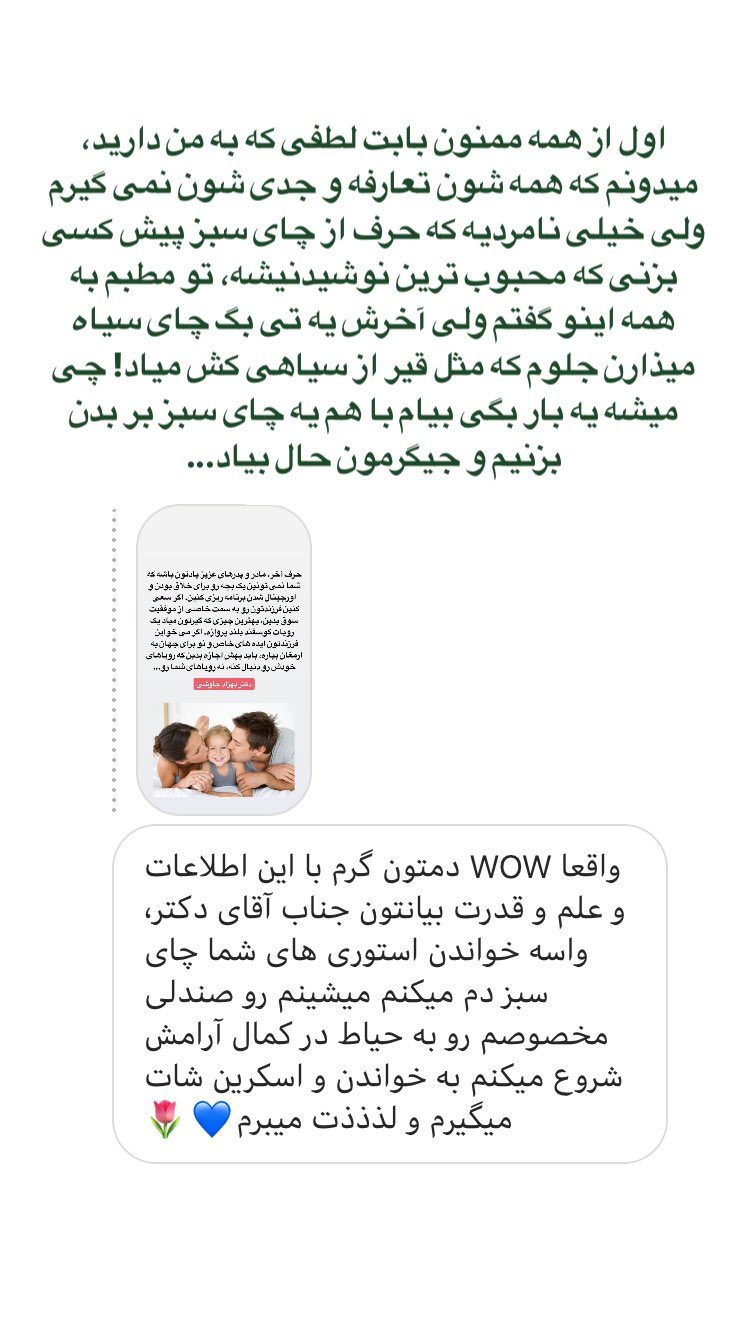 اول از همه ممنون بابت لطفی که به من دارید،
میدونم که همه شون تعارفه و جدی شون نمی گیرم
ولی خیلی نامردیه که حرف از چای سبز پیش کسی
بزنی که محبوب ترین نوشیدنیشه، تو مطبم به
همه اینو گفتم ولی آخرش یه تی بگ چای سیاه
میذارن جلوم که مثل قیر از سیاهی کش میاد! چی
میشه یه بار بگی بیام با هم یه چای سبز بر بدن
بزنیم و جیگرمون حال بیاد...
حرف آخر، مادر و پدرهای عزیز یادتون باشه که
شما نمی تونین یک بچه رو برای خلاق بودن و
اورجینال شدن برنامه ریزی کنین. اگر سعی
کنین فرزندتون رو به سمت خاصی از موفقیت
سوق بدین، بهترین چیزی که گیرتون میاد یک
روبات گوسفند بلند پروازه. اگر می خواین
فرزندتون ایده های خاص و نو برای جهان به
ارمغان بیاره، باید بهش اجازه بدین که رویاهای
خودش رو دنبال کنه، نه رویاهای شما رو...
دکتر بهزاد چاوشی
واقعا WOW دمتون گرم با این اطلاعات
و علم و قدرت بیانتون جناب آقای دکتر،
واسه خواندن استوری های شما چای
سبز دم میکنم میشینم رو صندلی
مخصوصم رو به حیاط در کمال آرامش
شروع میکنم به خواندن و اسکرین شات
میگیرم و لذذذت میبرم 💙 🌷